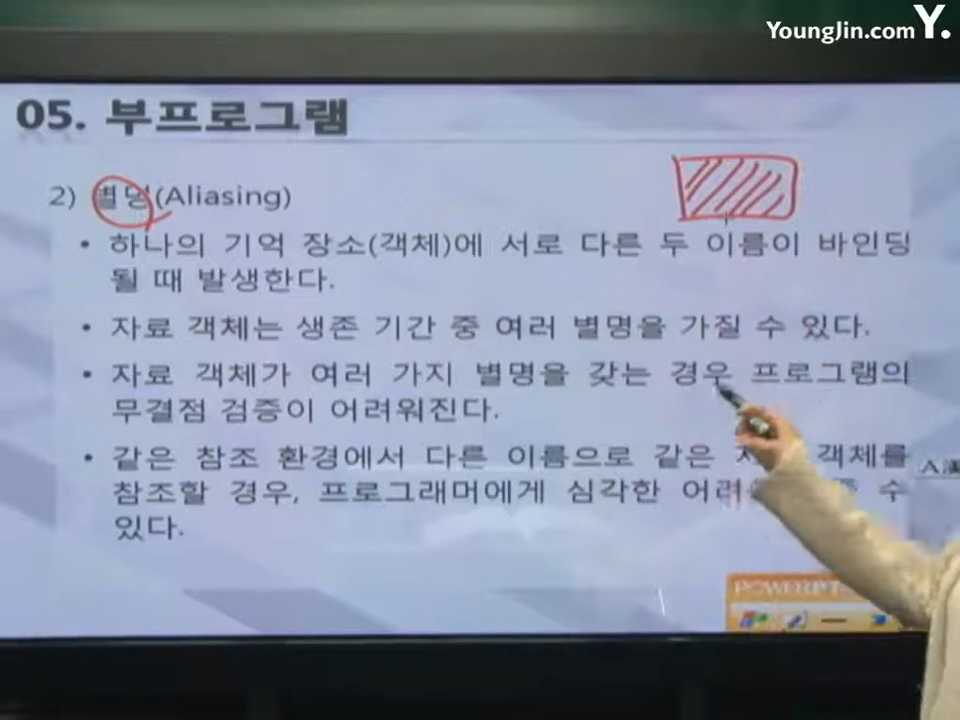 YoungJin.com Y.
05. 부프로그램
2) 별명(Aliasing)
• 하나의 기억 장소(객체)에 서로 다른 두 이름이 바인딩
될 때 발생한다.
• 자료 객체는 생존 기간 중 여러 별명을 가질 수 있다.
• 자료 객체가 여러 가지 별명을 갖는 경우 프로그램의
무결점 검증이 어려워진다.
• 같은 참조 환경에서 다른 이름으로 같은 객체를
참조할 경우, 프로그래머에게 심각한 수
있다.